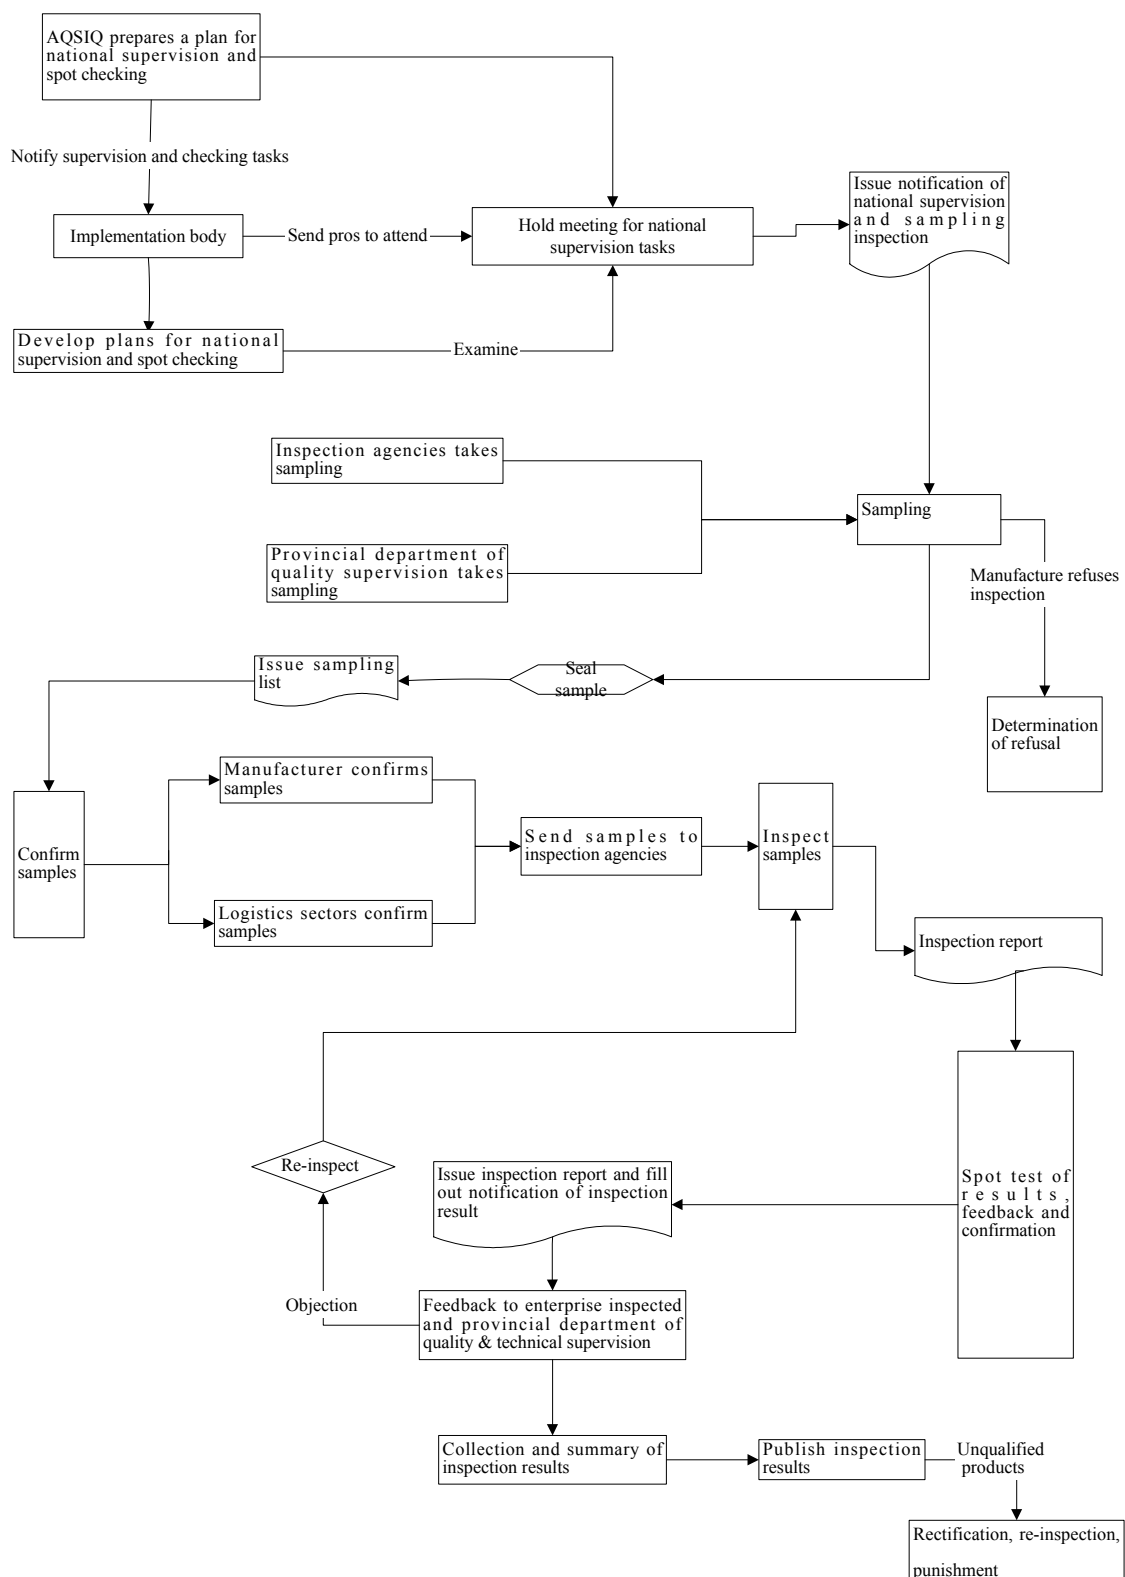 AQSIQ prepares a plan for
national supervision and
spot checking
Notify supervision and checking tasks
Implementation body
Send pros to attend
Hold meeting for national
supervision tasks
Issue notification of
national supervision
and sampling
inspection
Develop plans for national
supervision and spot checking
Examine
Inspection agencies takes
sampling
Sampling
Provincial department of
quality supervision takes
sampling
Manufacture refuses
inspection
Issue sampling
list
Seal
sample
Determination
of refusal
Manufacturer confirms
samples
Confirm
samples
Send samples to
inspection agencies
Inspect
samples
Logistics sectors confirm
samples
Inspection report
Re-inspect
Issue inspection report and fill
out notification of inspection
result
Spot test of
results,
feedback and
confirmation
Objection
Feedback to enterprise inspected
and provincial department of
quality & technical supervision
Collection and summary of
inspection results
Publish inspection
results
Unqualified
products
Rectification, re-inspection,
punishment